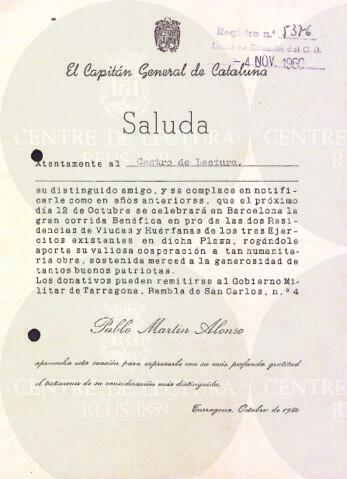 Registro n.º 5376
- 4 NOV. 1960
El Capitán General de Cataluña
Saluda
Atentamente al Centro de Lectura.
su distinguido amigo, y se complace en notifi-
carle como en años anteriores, que el próximo
día 12 de Octubre se celebrará en Barcelona la
gran corrida Benéfica en pro de las dos Resi-
dencias de Viudas y Huérfanas de los tres Ejer-
citos existentes en dicha Plaza, rogándole
aporte su valiosa cooperación a tan humanita-
ria obra, sostenida merced a la generosidad de
tantos buenos patriotas.
Los donativos pueden remitirse al Gobierno Mi-
litar de Tarragona, Rambla de San Carlos, n.º 4
Pablo Martín Alonso
aprovecha esta ocasión para expresarle con su más profunda gratitud
el testimonio de su consideración más distinguida.
Tarragona, Octubre de 1960
CENTRE DE LECTURA
REUS 1859